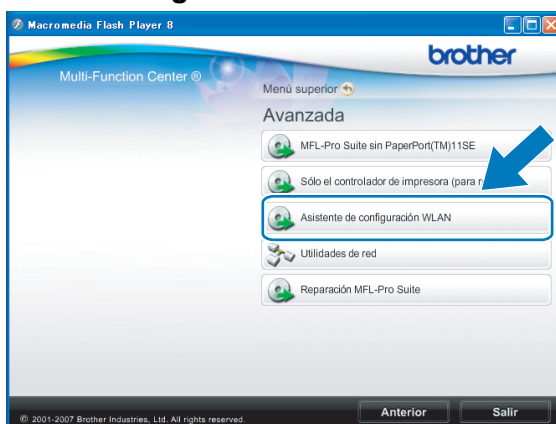 Macromedia Flash Player 8
brother
Multi-Function Center ®
Menú superior
Avanzada
MFL-Pro Suite sin PaperPort(TM)11SE
Sólo el controlador de impresora (para
Asistente de configuración WLAN
Utilidades de red
Reparación MFL-Pro Suite
© 2001-2007 Brother Industries, Ltd. All rights reserved.
Anterior
Salir